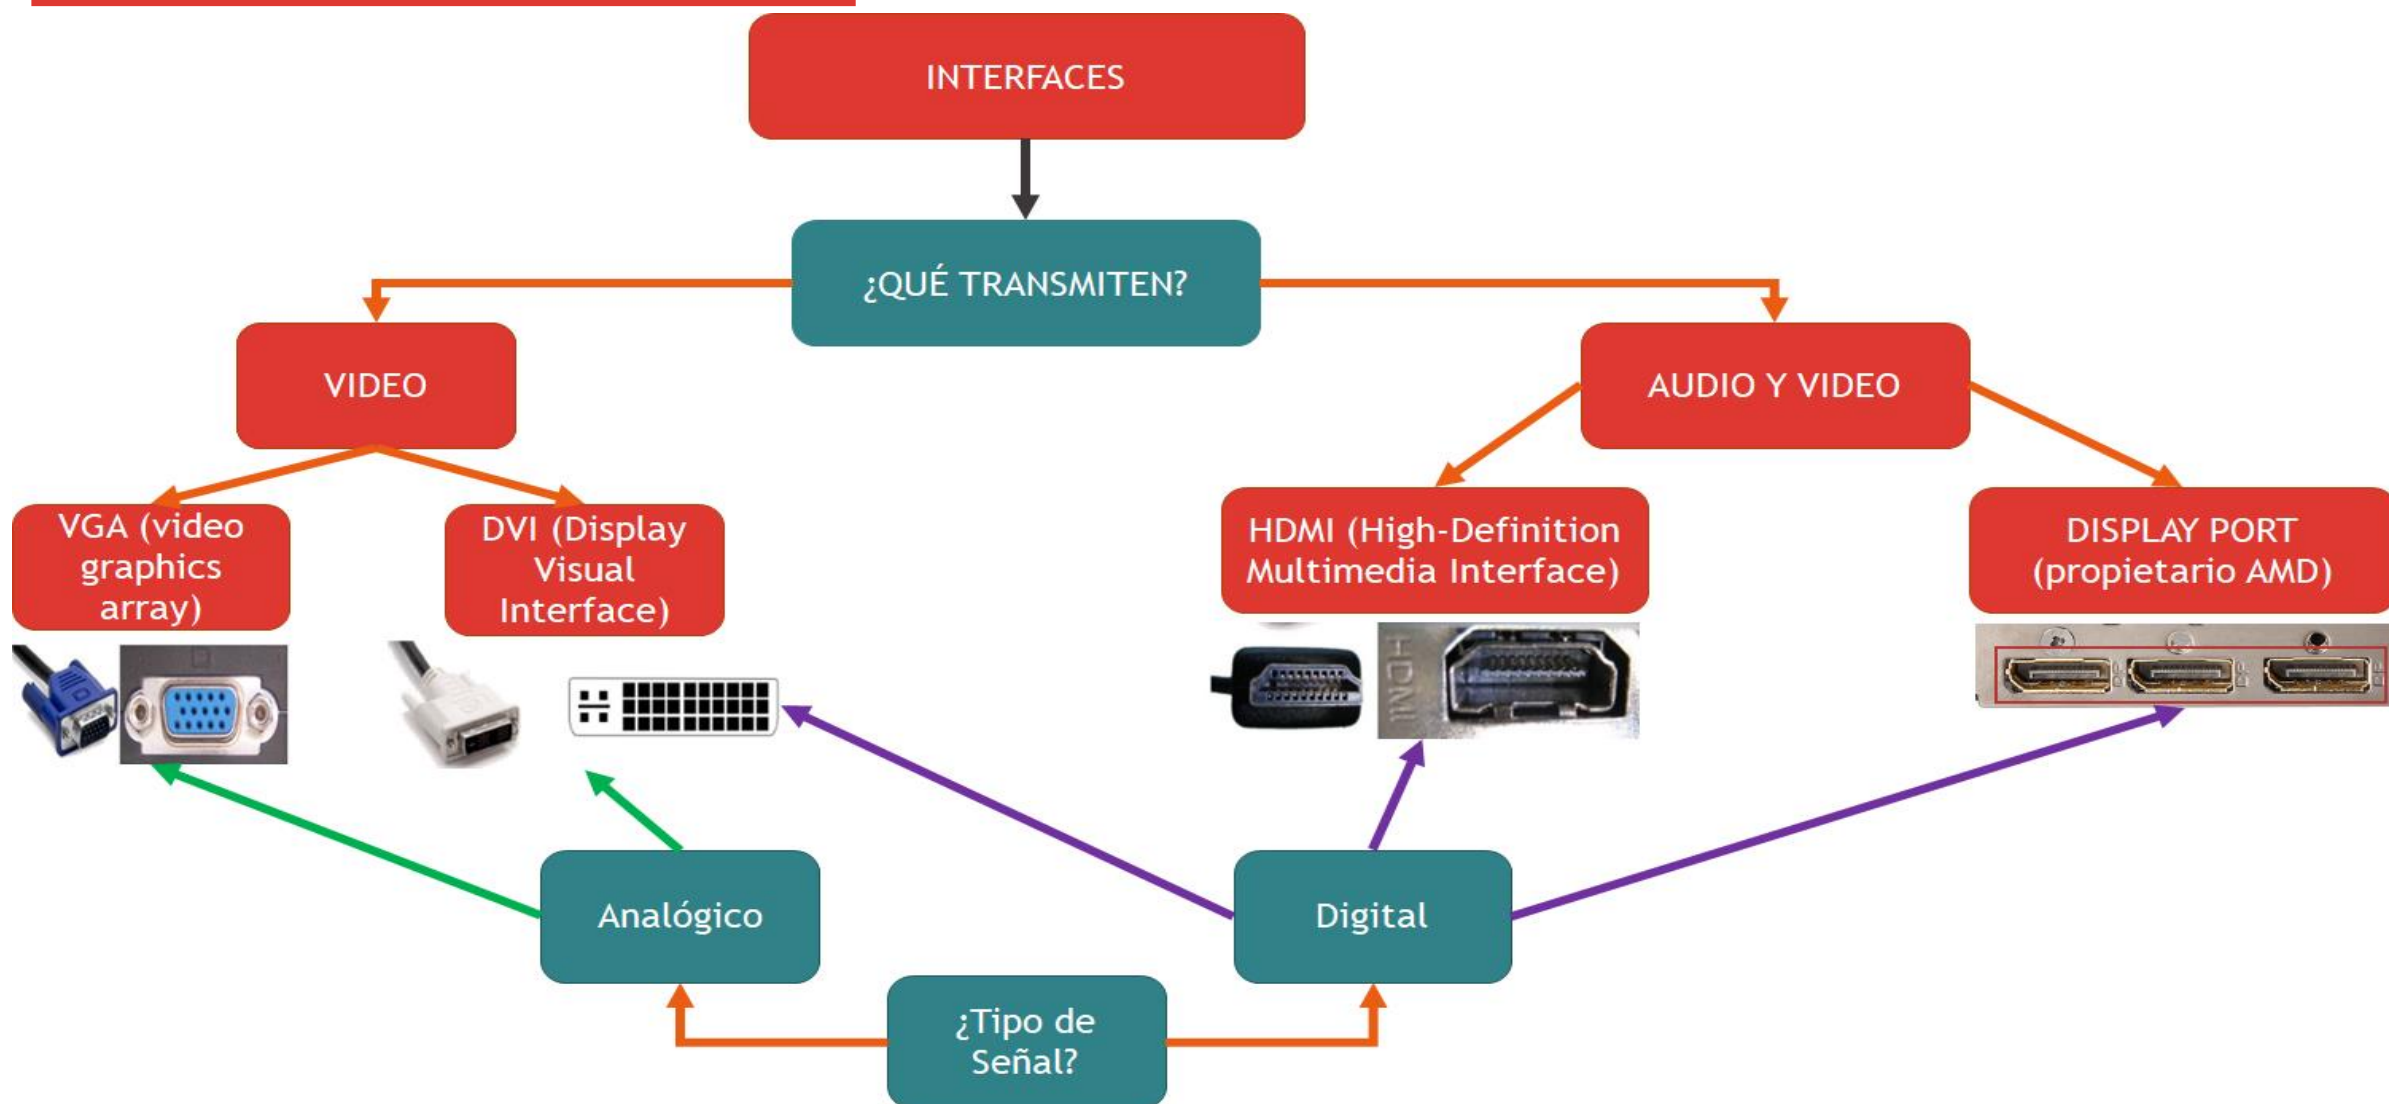 INTERFACES
¿QUÉ TRANSMITEN?
VIDEO
AUDIO Y VIDEO
VGA (video
graphics
array)
DVI (Display
Visual
Interface)
HDMI (High-Definition
Multimedia Interface)
DISPLAY PORT
(propietario AMD)
HDMI
Analógico
Digital
¿Tipo de
Señal?